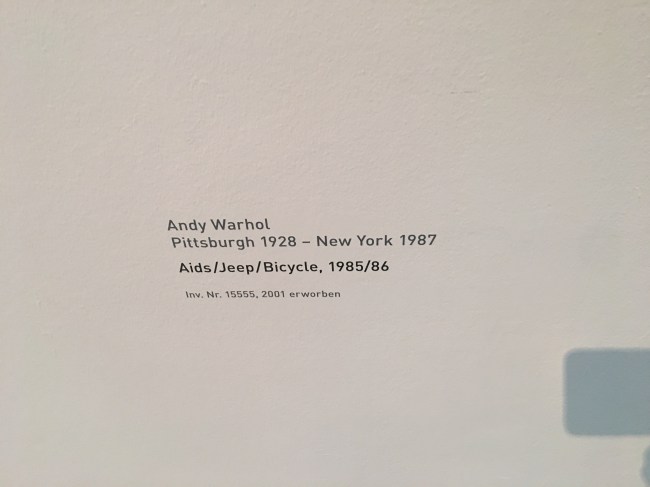 Andy Warhol
Pittsburgh 1928 – New York 1987
Aids/Jeep/Bicycle, 1985/86
Inv. Nr. 15555, 2001 erworben